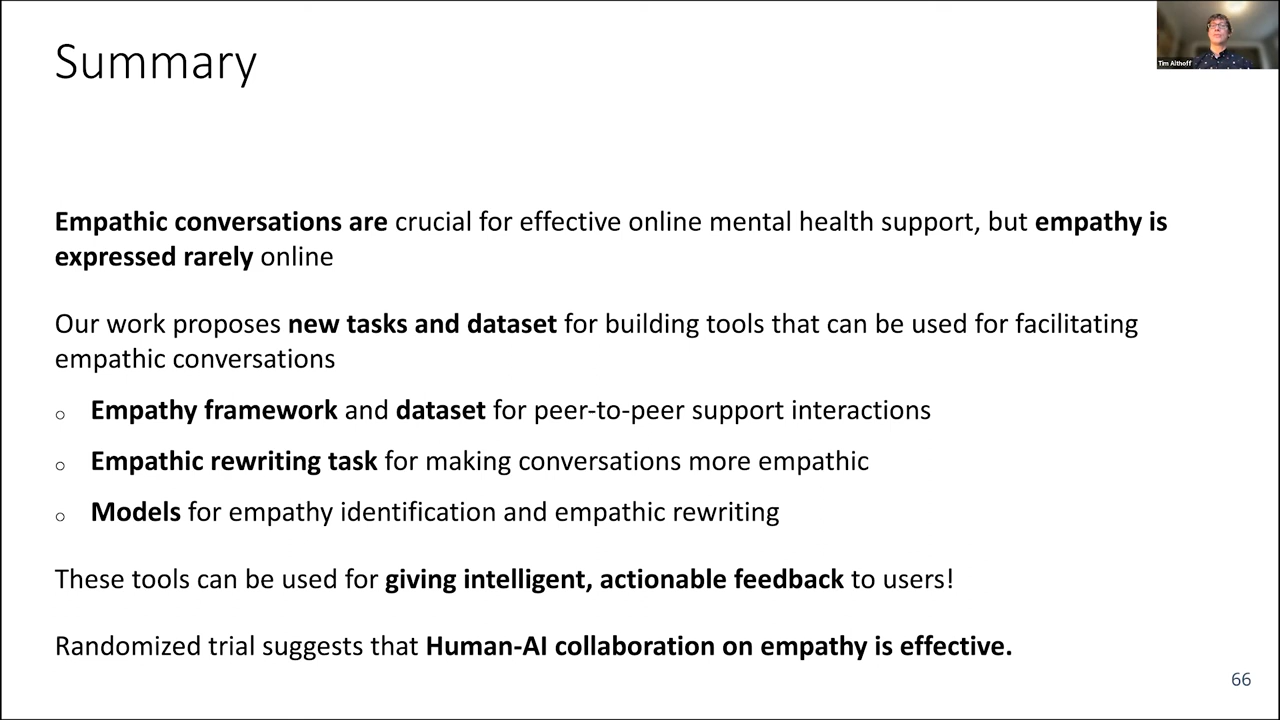 Summary
Tim Althoff
Empathic conversations are crucial for effective online mental health support, but empathy is
expressed rarely online
Our work proposes new tasks and dataset for building tools that can be used for facilitating
empathic conversations
○ Empathy framework and dataset for peer-to-peer support interactions
○ Empathic rewriting task for making conversations more empathic
○ Models for empathy identification and empathic rewriting
These tools can be used for giving intelligent, actionable feedback to users!
Randomized trial suggests that Human-AI collaboration on empathy is effective.
66